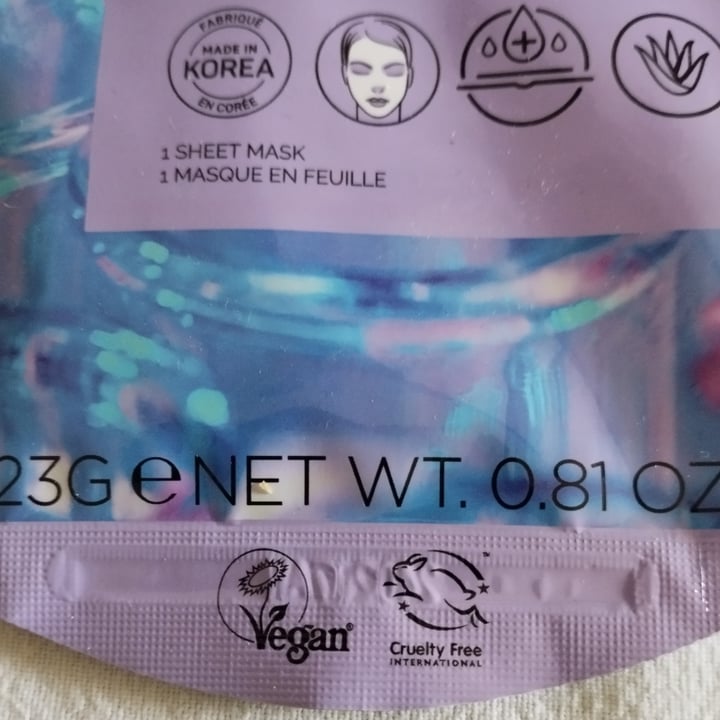 FABRIQUÉ
MADE IN
KOREA
EN CORÉE
1 SHEET MASK
1 MASQUE EN FEUILLE
23G e NET WT. 0.81 OZ
Vegan®
Cruelty Free™
INTERNATIONAL